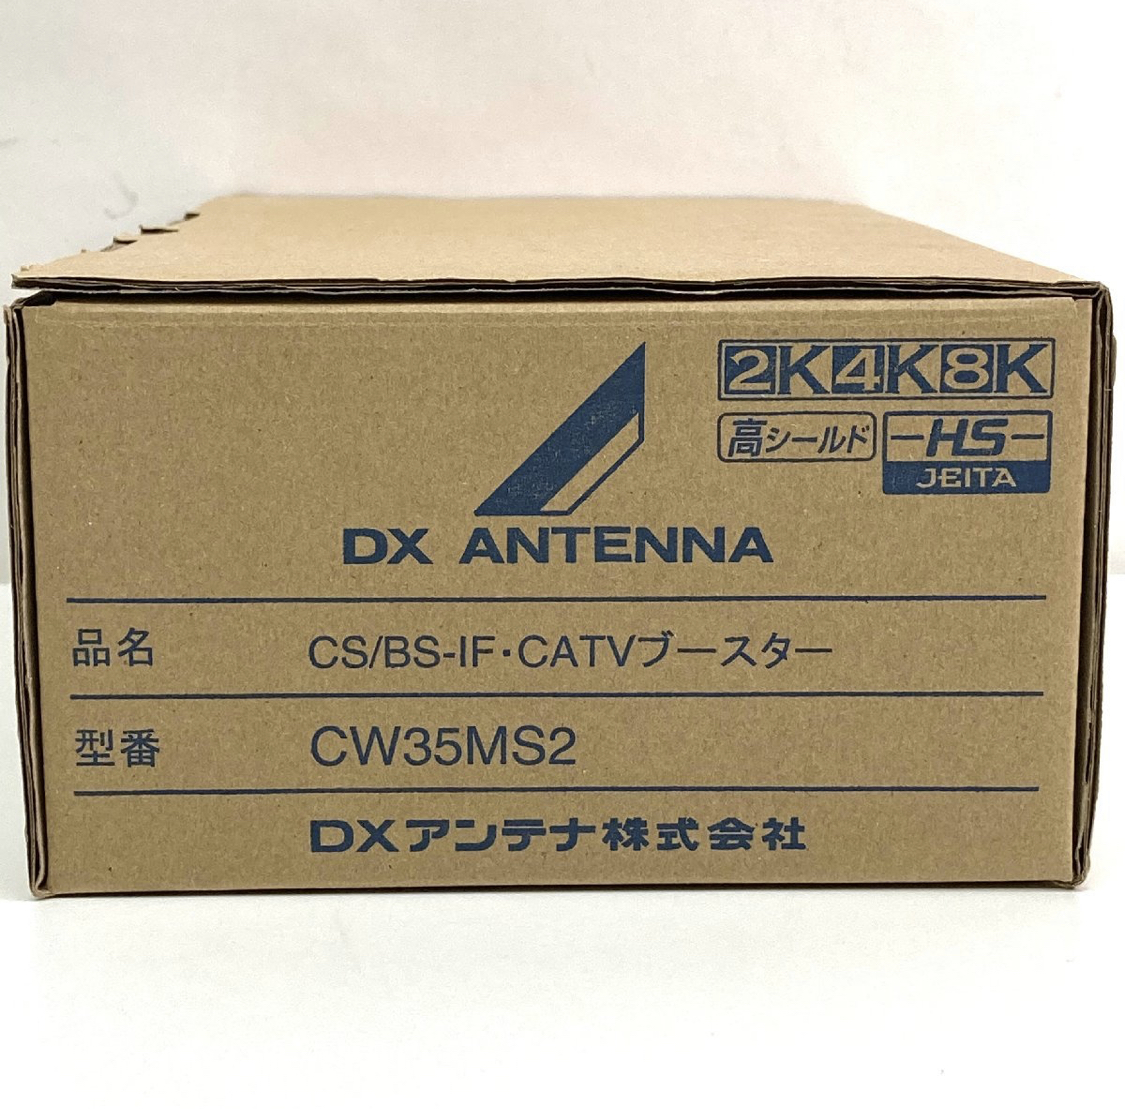 2K4K8K
高シールド
-HS-
JEITA
DX ANTENNA
品名 CS/BS-IF・CATVブースター
型番 CW35MS2
DXアンテナ株式会社